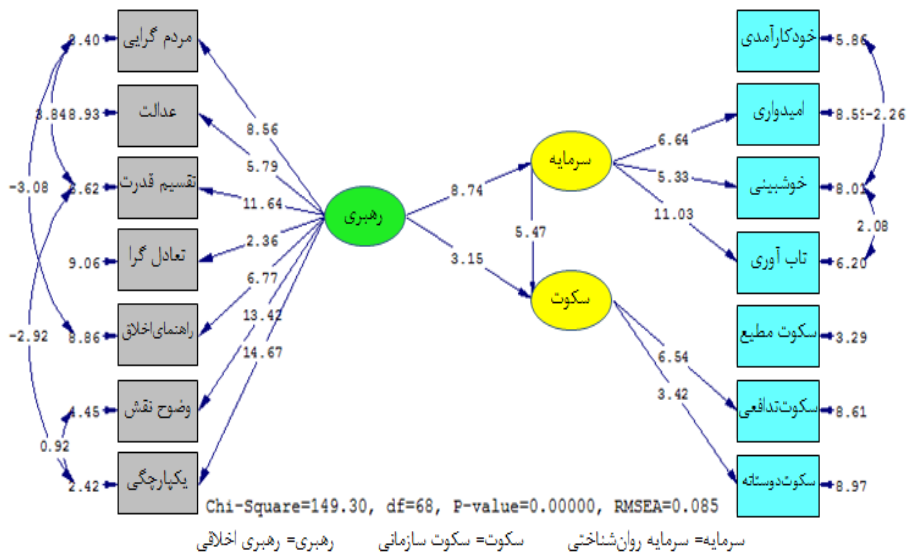 8.40 مردم گرایی
8.93 عدالت
8.62 تقسیم قدرت
9.06 تعادل گرا
8.86 راهنمای اخلاق
4.45 وضوح نقش
2.42 یکپارچگی
3.84
-3.08
-2.92
0.92
8.56
5.79
11.64
2.36
6.77
13.42
14.67
رهبری
8.74
3.15
سرمایه
5.47
سکوت
6.64
5.33
11.03
6.54
3.42
خودکارآمدی 5.86
امیدواری 8.59
خوشبینی 8.01
تاب آوری 6.20
سکوت مطیع 3.29
سکوت‌تدافعی 8.61
سکوت‌دوستانه 8.97
-2.26
2.08
Chi-Square=149.30, df=68, P-value=0.00000, RMSEA=0.085
رهبری= رهبری اخلاقی سکوت= سکوت سازمانی سرمایه= سرمایه روان‌شناختی